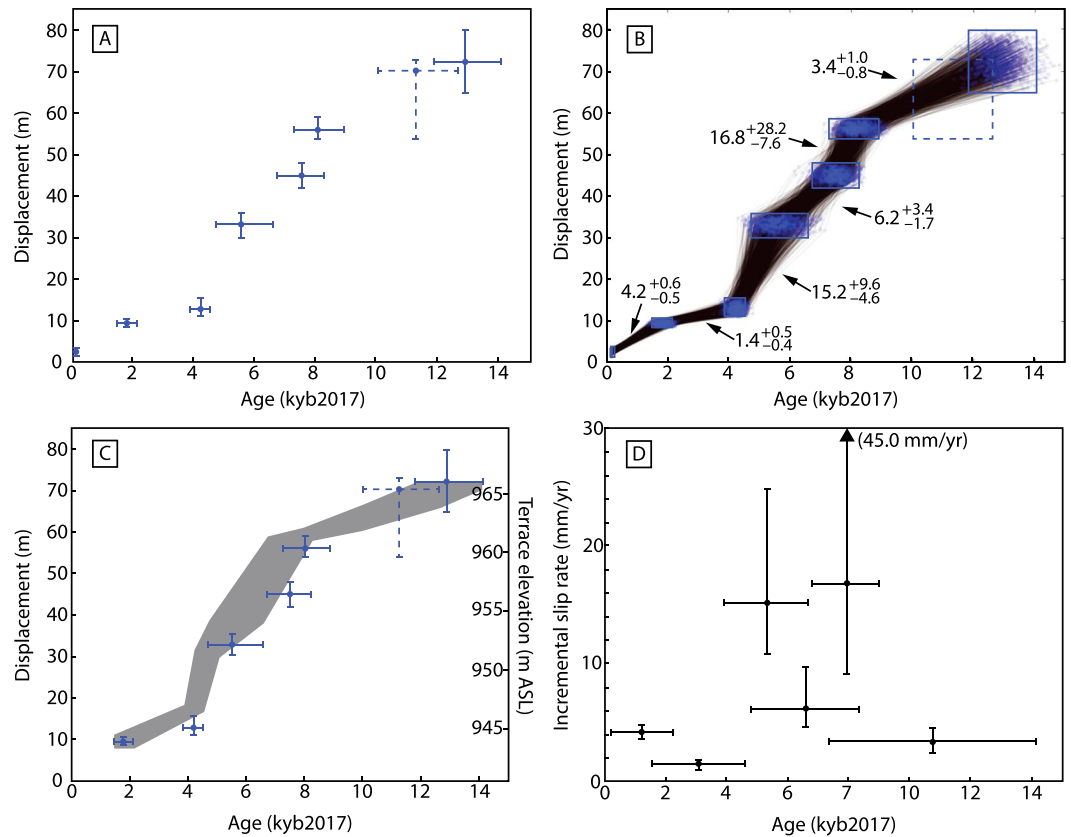 A
80
70
60
50
40
30
20
10
0
Displacement (m)
0 2 4 6 8 10 12 14
Age (kyb2017)
B
80
70
60
50
40
30
20
10
0
Displacement (m)
3.4 +1.0 −0.8
16.8 +28.2 −7.6
6.2 +3.4 −1.7
15.2 +9.6 −4.6
4.2 +0.6 −0.5
1.4 +0.5 −0.4
0 2 4 6 8 10 12 14
Age (kyb2017)
C
80
70
60
50
40
30
20
10
0
Displacement (m)
965
960
955
950
945
Terrace elevation (m ASL)
0 2 4 6 8 10 12 14
Age (kyb2017)
D
(45.0 mm/yr)
30
20
10
0
Incremental slip rate (mm/yr)
0 2 4 6 7 10 12 14
Age (kyb2017)